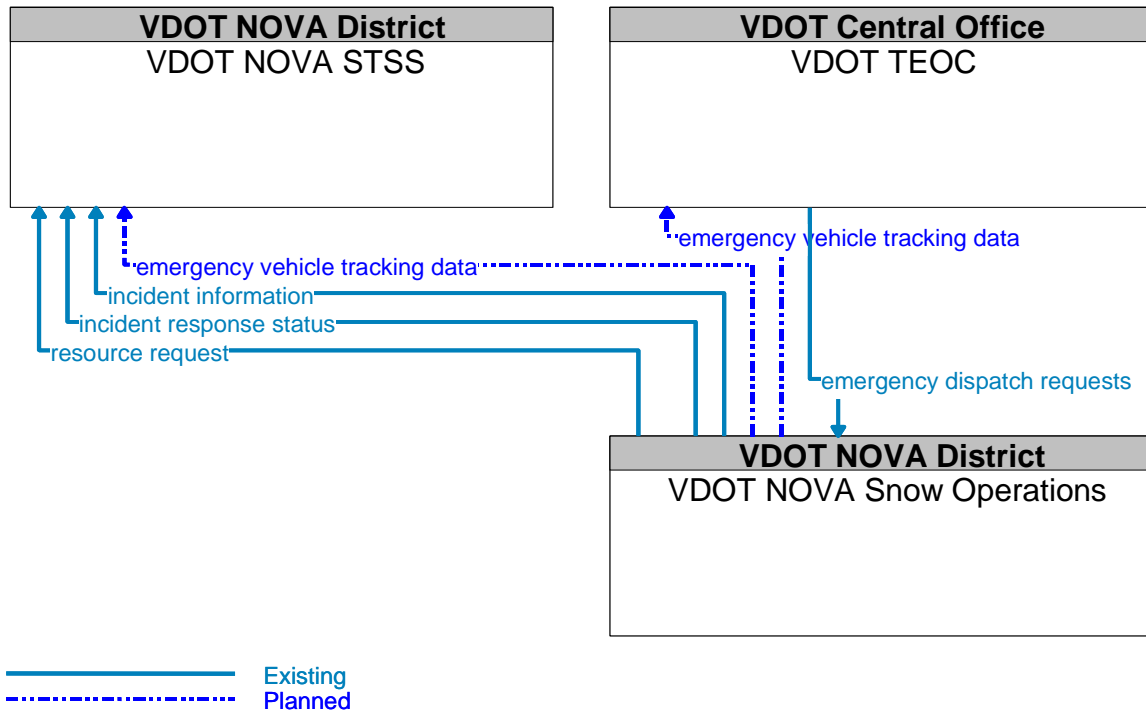 VDOT NOVA District
VDOT NOVA STSS
VDOT Central Office
VDOT TEOC
emergency vehicle tracking data
emergency vehicle tracking data
incident information
incident response status
resource request
emergency dispatch requests
VDOT NOVA District
VDOT NOVA Snow Operations
Existing
Planned